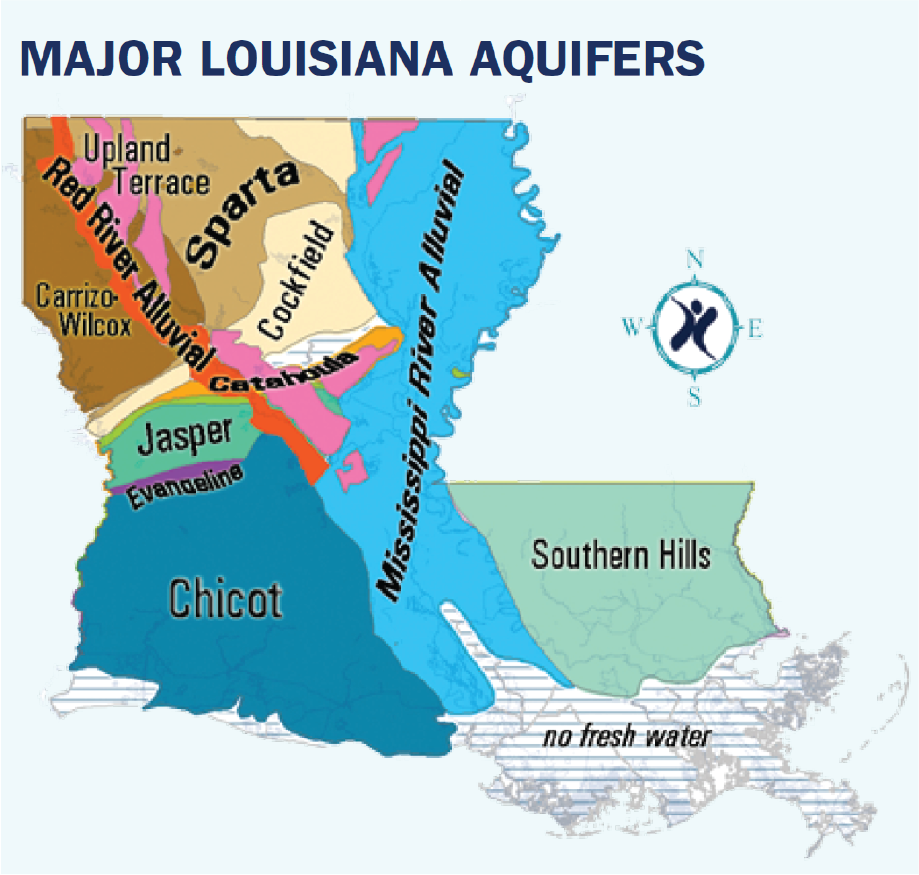 MAJOR LOUISIANA AQUIFERS
Upland
Terrace
Sparta
Red River Alluvial
Cockfield
Mississippi River Alluvial
Carrizo-
Wilcox
Catahoula
Jasper
Evangeline
Chicot
Southern Hills
no fresh water
N
W
E
S